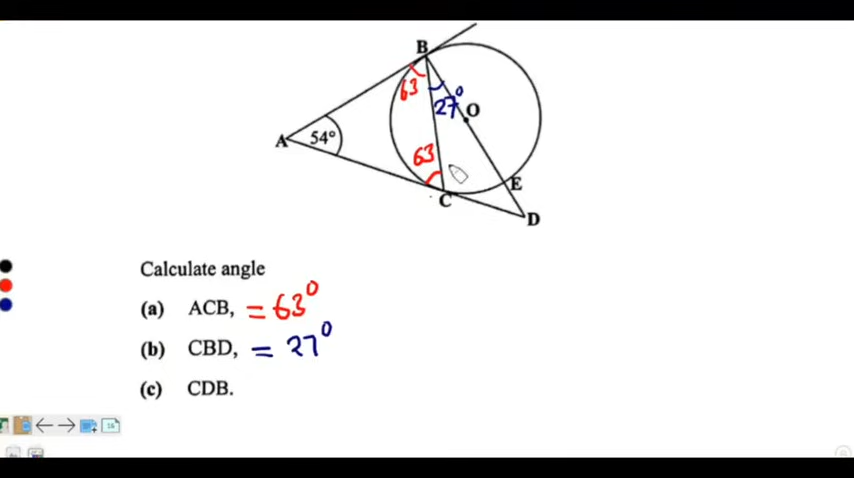 B
63
27°
O
A
54°
63
E
C
D
Calculate angle
(a) ACB, = 63°
(b) CBD, = 27°
(c) CDB.